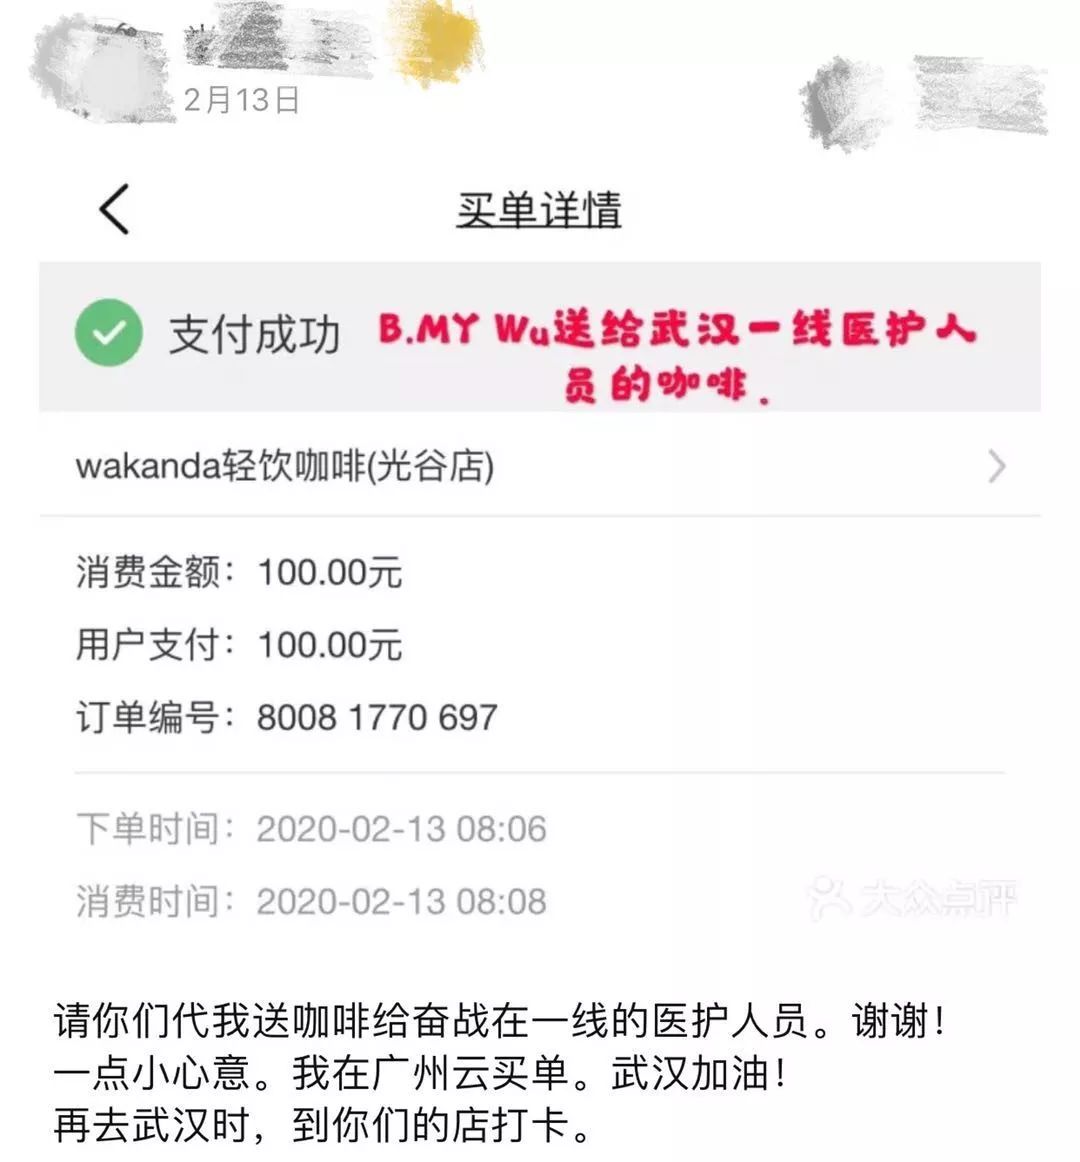 2月13日
买单详情
支付成功
B.MY Wu送给武汉一线医护人
员的咖啡.
wakanda轻饮咖啡(光谷店)
消费金额：100.00元
用户支付：100.00元
订单编号：8008 1770 697
下单时间：2020-02-13 08:06
消费时间：2020-02-13 08:08
大众点评
请你们代我送咖啡给奋战在一线的医护人员。谢谢！
一点小心意。我在广州云买单。武汉加油！
再去武汉时，到你们的店打卡。